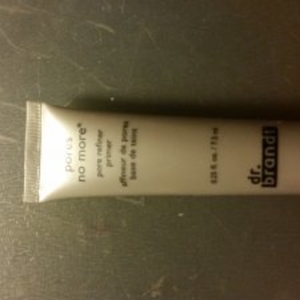 pores
no more®
pore refiner
primer
affineur de pores
base de teint
0.25 fl. oz. / 7.5 ml
dr.
brandt